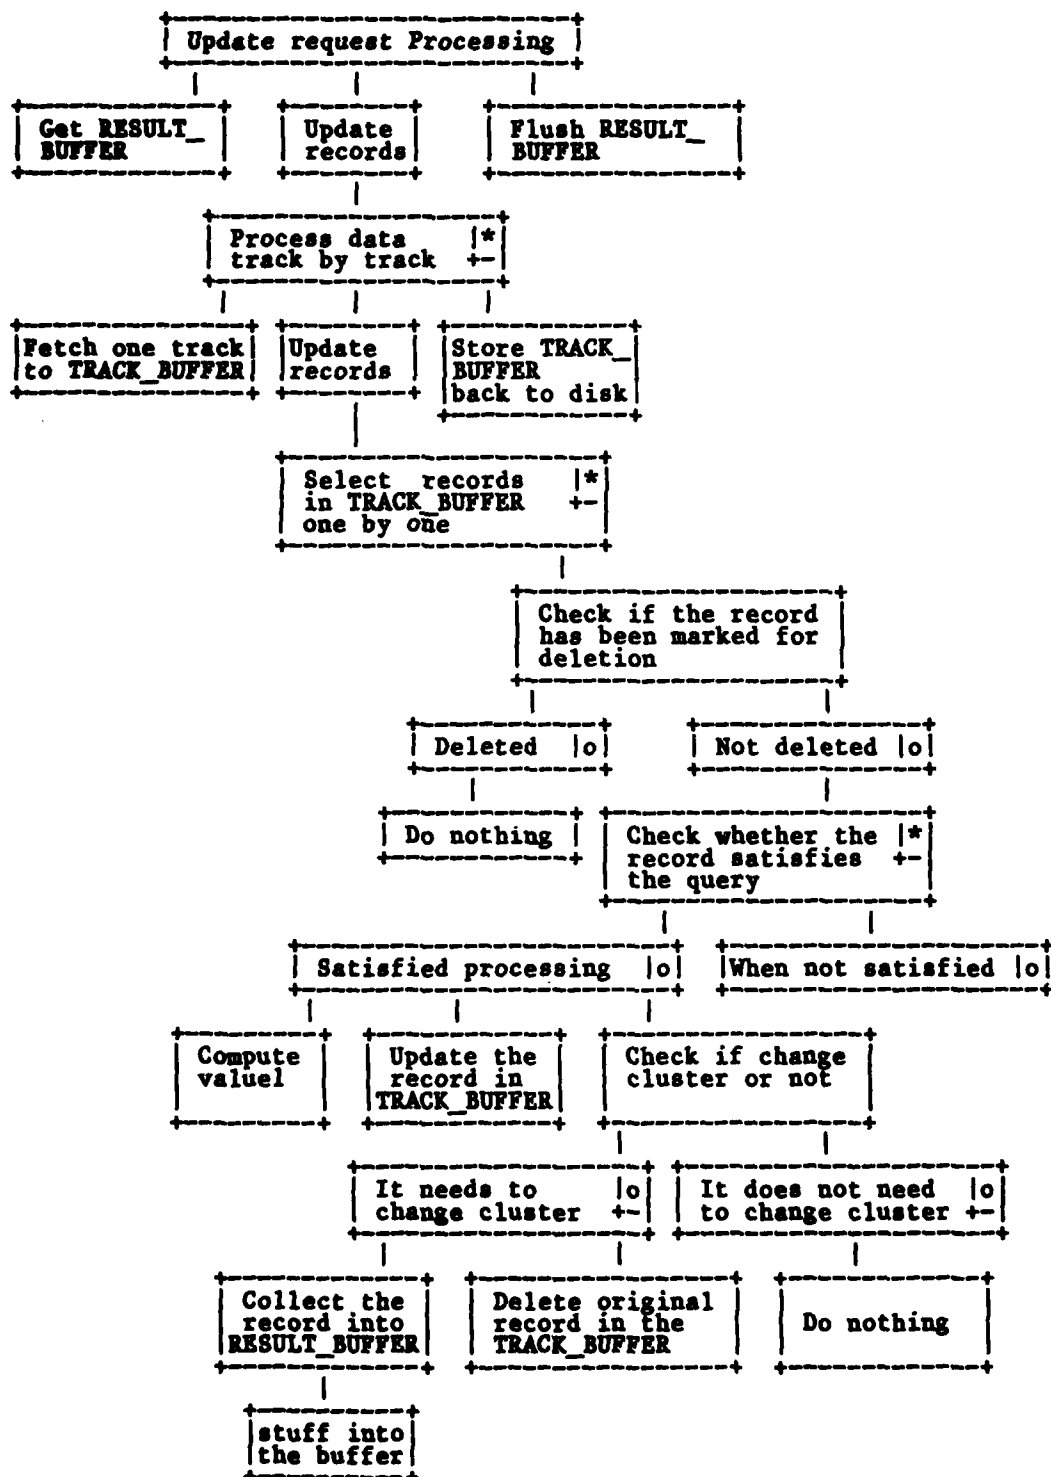 Update request Processing
Get RESULT_
BUFFER
Update
records
Flush RESULT_
BUFFER
Process data |*
track by track +-
Fetch one track
to TRACK_BUFFER
Update
records
Store TRACK_
BUFFER
back to disk
Select records |*
in TRACK_BUFFER +-
one by one
Check if the record
has been marked for
deletion
Deleted |o
Not deleted |o
Do nothing
Check whether the |*
record satisfies +-
the query
Satisfied processing |o
When not satisfied |o
Compute
value1
Update the
record in
TRACK_BUFFER
Check if change
cluster or not
It needs to |o
change cluster +-
It does not need |o
to change cluster +-
Collect the
record into
RESULT_BUFFER
Delete original
record in the
TRACK_BUFFER
Do nothing
stuff into
the buffer